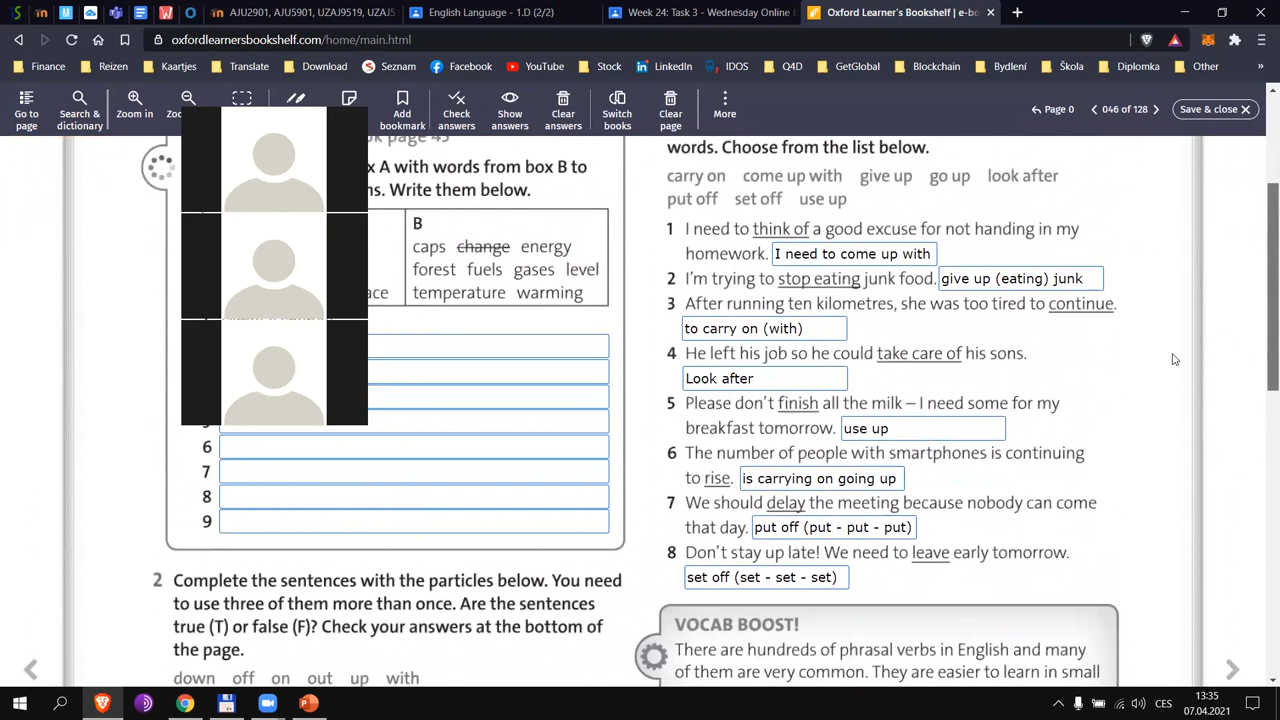 AJU2901, AJU5901, UZAJ9519, UZAJS
English Language - 1.D (2/2)
Week 24: Task 3 - Wednesday Online
Oxford Learner's Bookshelf | e-bo
oxfordlearnersbookshelf.com/home/main.html
Finance Reizen Kaartjes Translate Download Seznam Facebook YouTube Stock LinkedIn IDOS Q4D GetGlobal Blockchain Bydlení Škola Diplomka Other
Go to page
Search & dictionary
Zoom in
Add bookmark
Check answers
Show answers
Clear answers
Switch books
Clear page
More
Page 0
046 of 128
Save & close
page 45
x A with words from box B to
ns. Write them below.
B
caps change energy
forest fuels gases level
temperature warming
ace
6
7
8
9
2 Complete the sentences with the particles below. You need
to use three of them more than once. Are the sentences
true (T) or false (F)? Check your answers at the bottom of
the page.
down off on out up with
words. Choose from the list below.
carry on come up with give up go up look after
put off set off use up
1 I need to think of a good excuse for not handing in my
homework. I need to come up with
2 I'm trying to stop eating junk food. give up (eating) junk
3 After running ten kilometres, she was too tired to continue.
to carry on (with)
4 He left his job so he could take care of his sons.
Look after
5 Please don't finish all the milk – I need some for my
breakfast tomorrow. use up
6 The number of people with smartphones is continuing
to rise. is carrying on going up
7 We should delay the meeting because nobody can come
that day. put off (put - put - put)
8 Don't stay up late! We need to leave early tomorrow.
set off (set - set - set)
VOCAB BOOST!
There are hundreds of phrasal verbs in English and many
of them are very common. They are easier to learn in small
CES
13:35
07.04.2021